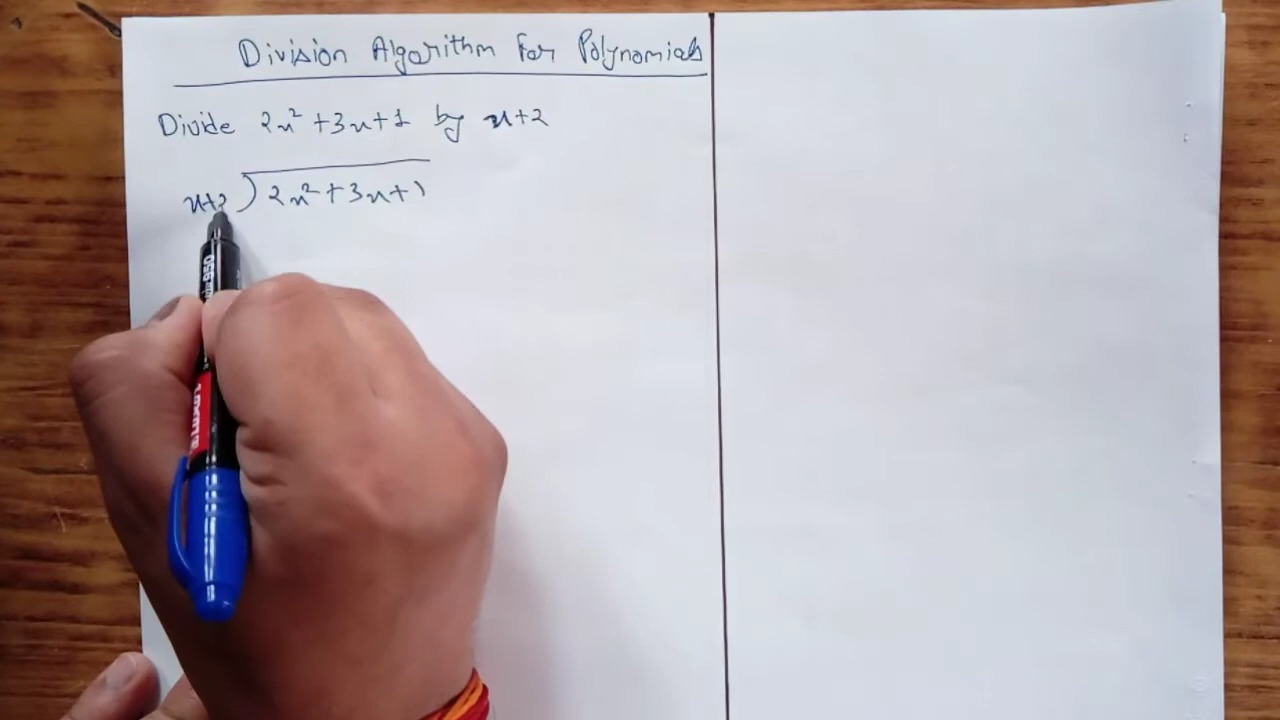 Division Algorithm For Polynomials
Divide 2x² +3x+1 by x+2
x+2 ) 2x² +3x+1